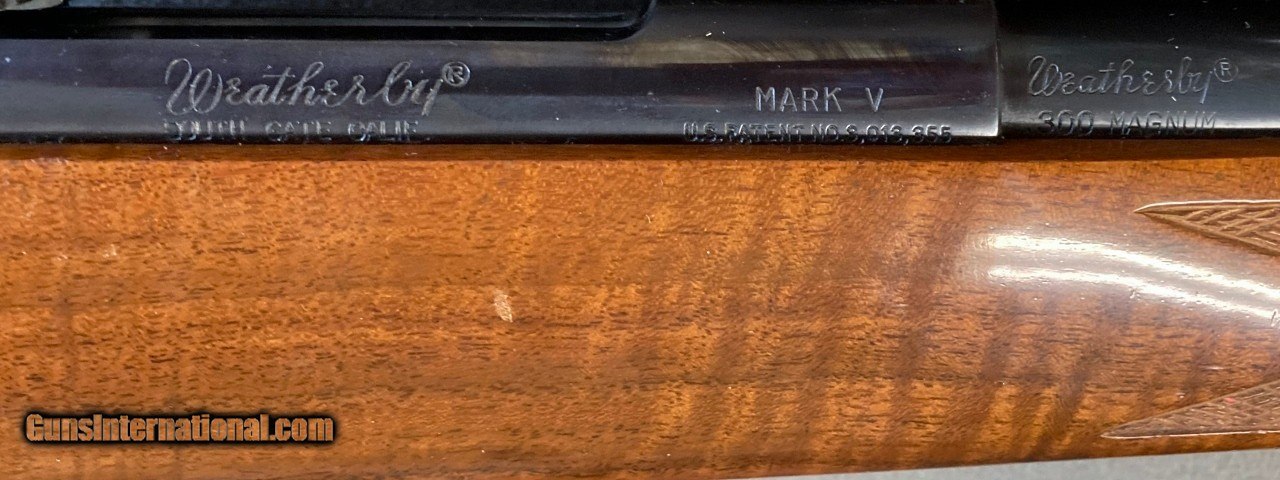 Weatherby®
SOUTH GATE CALIF.
MARK V
U.S. PATENT NO. 3,013,355
Weatherby®
300 MAGNUM
GunsInternational.com